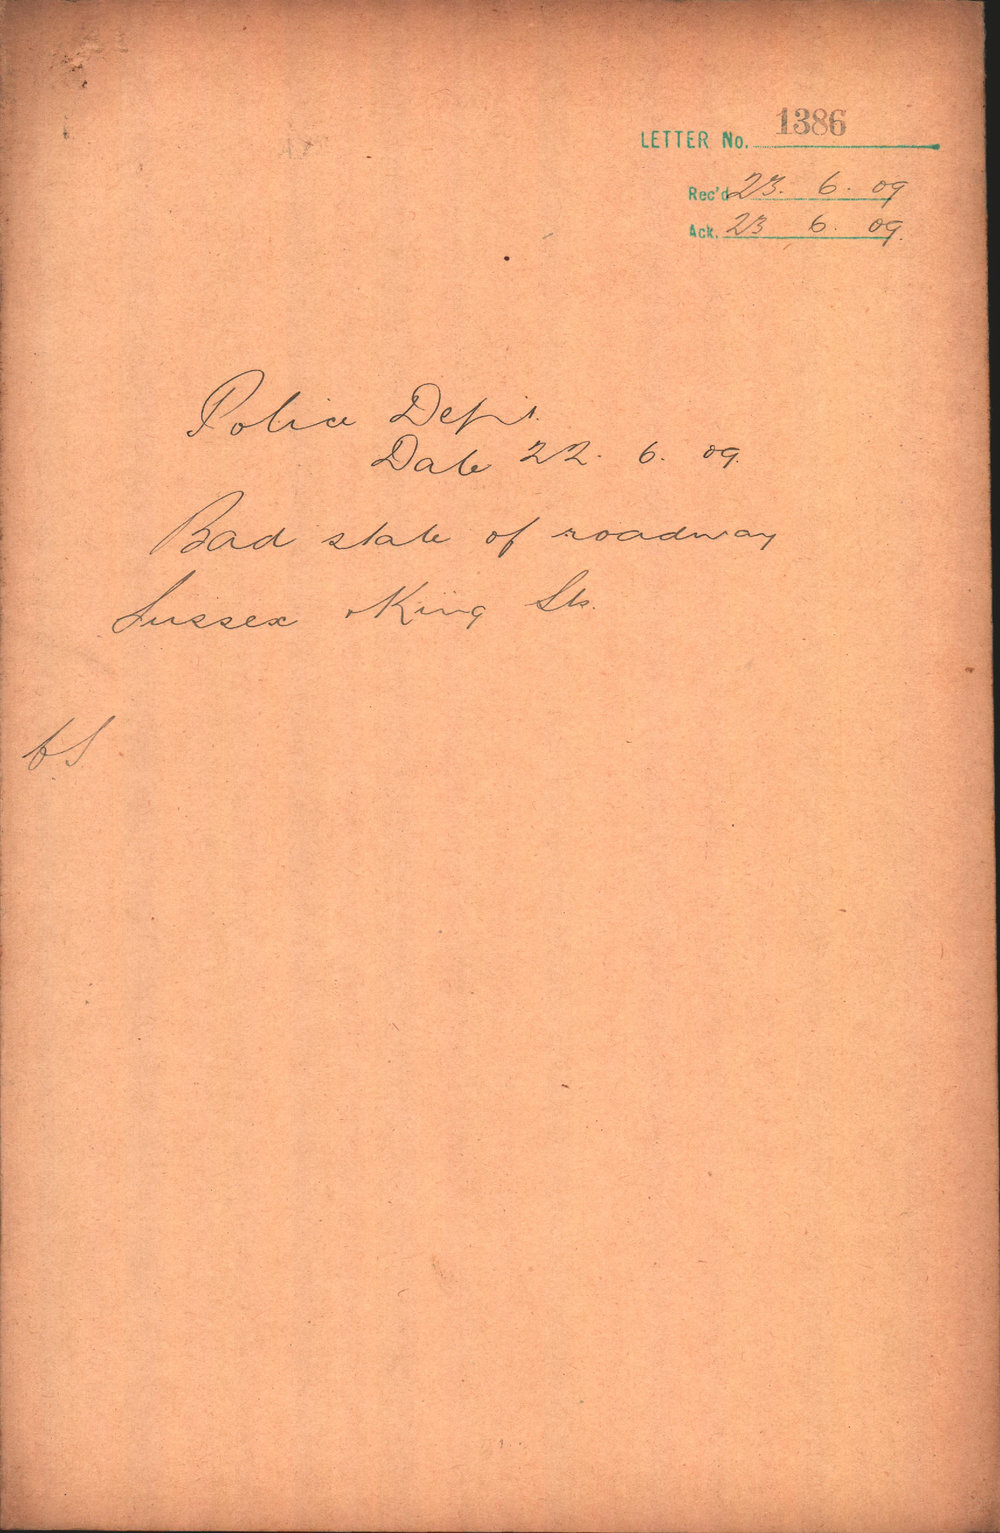 LETTER No. 1386
Rec'd 23. 6. 09
Ack. 23 6. 09.
Police Dept.
Date 22. 6. 09.
Bad state of roadway
Sussex & King Sts.